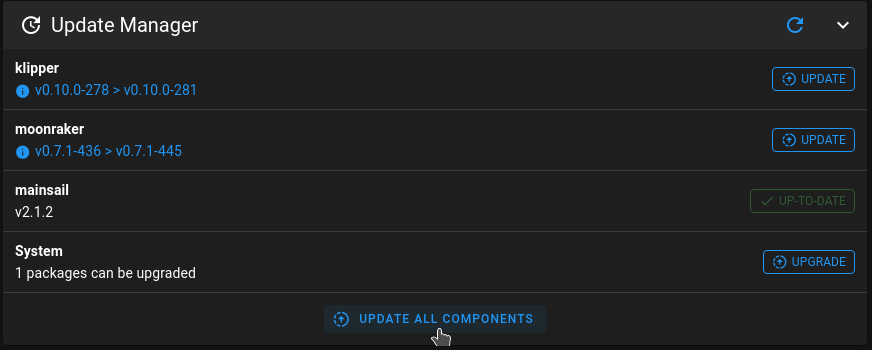 Update Manager
klipper
v0.10.0-278 > v0.10.0-281
UPDATE
moonraker
v0.7.1-436 > v0.7.1-445
UPDATE
mainsail
v2.1.2
UP-TO-DATE
System
1 packages can be upgraded
UPGRADE
UPDATE ALL COMPONENTS